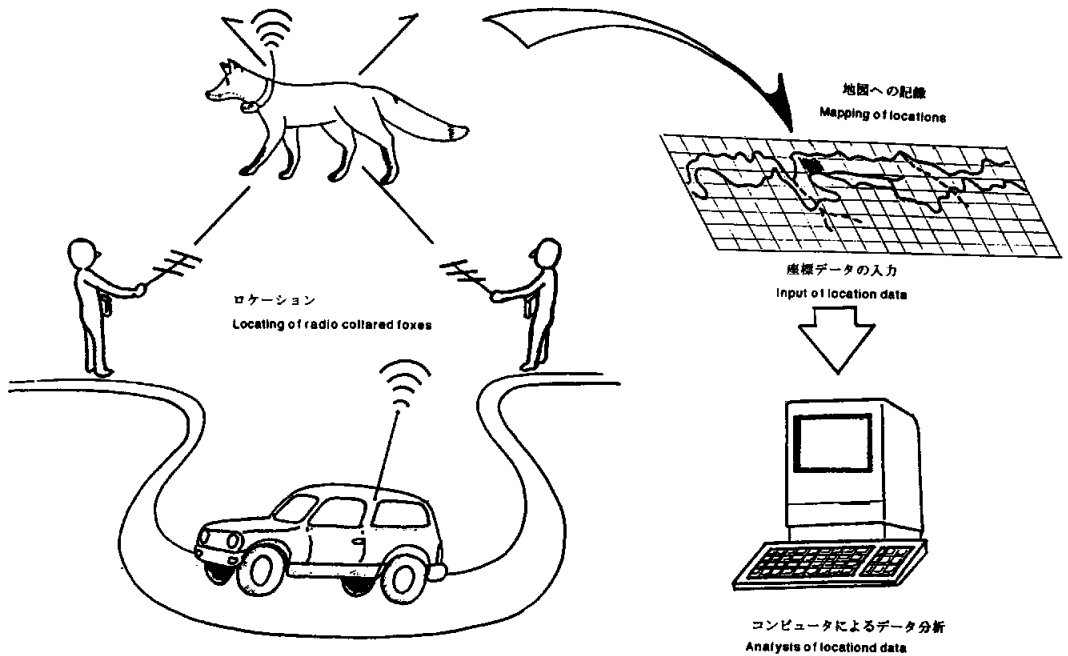 地図への記録
Mapping of locations
座標データの入力
Input of location data
ロケーション
Locating of radio collared foxes
コンピュータによるデータ分析
Analysis of locationd data